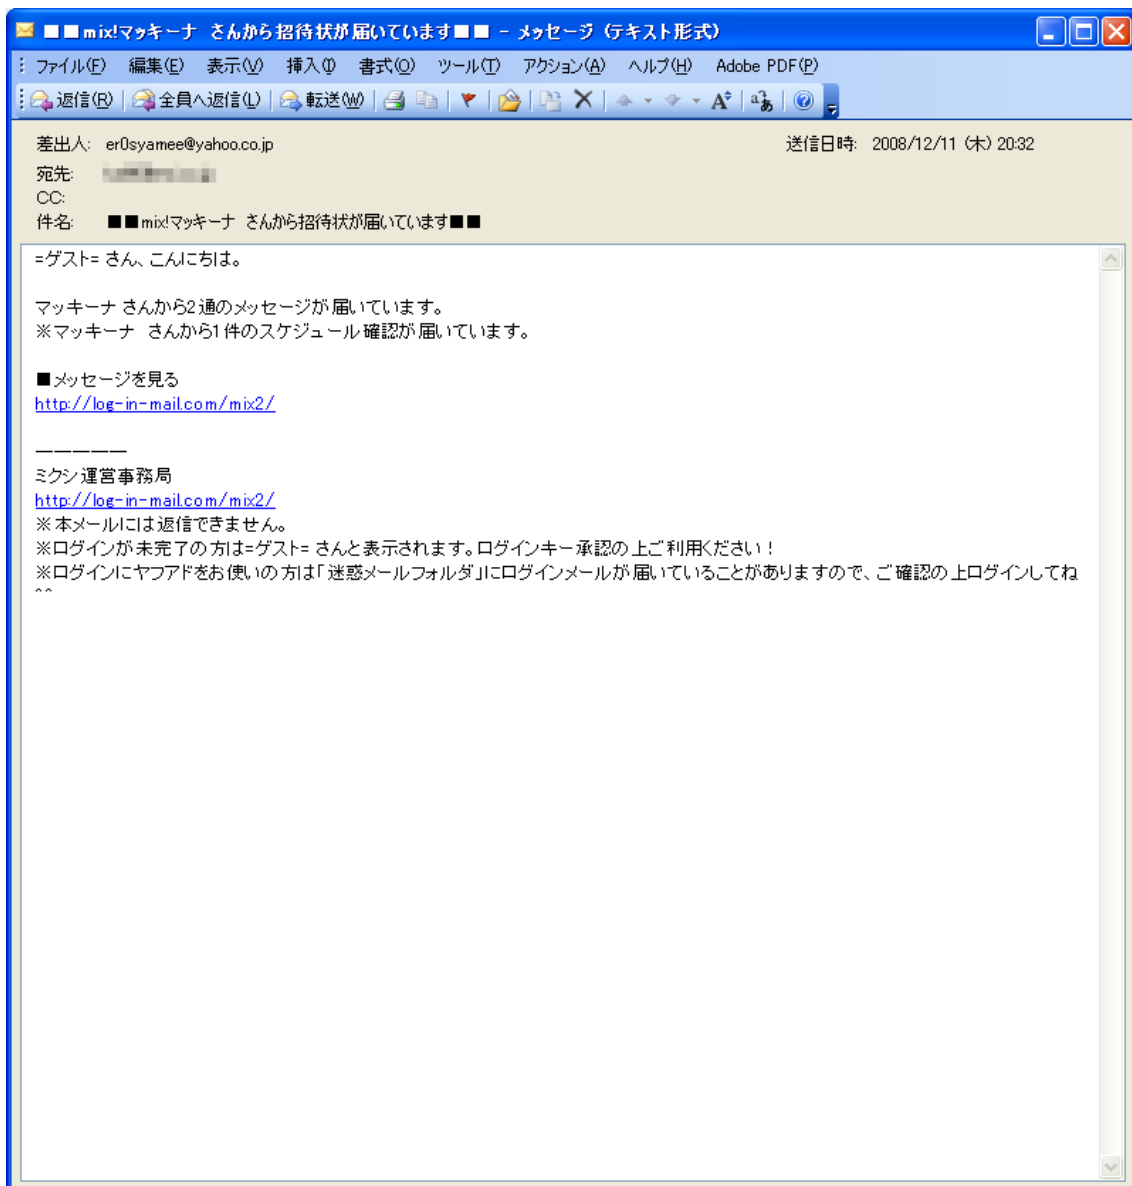 ■■mix!マッキーナ さんから招待状が届いています■■ - メッセージ (テキスト形式)
ファイル(F) 編集(E) 表示(V) 挿入(I) 書式(O) ツール(T) アクション(A) ヘルプ(H) Adobe PDF(P)
返信(R) 全員へ返信(L) 転送(W)
差出人: er0syamee@yahoo.co.jp 送信日時: 2008/12/11 (木) 20:32
宛先:
CC:
件名: ■■mix!マッキーナ さんから招待状が届いています■■
=ゲスト= さん、こんにちは。
マッキーナ さんから2通のメッセージが届いています。
※マッキーナ さんから1件のスケジュール確認が届いています。
■メッセージを見る
http://log-in-mail.com/mix2/
――――――
ミクシ運営事務局
http://log-in-mail.com/mix2/
※本メールには返信できません。
※ログインが未完了の方は=ゲスト= さんと表示されます。ログインキー承認の上ご利用ください！
※ログインにヤフアドをお使いの方は「迷惑メールフォルダ」にログインメールが届いていることがありますので、ご確認の上ログインしてね
^^